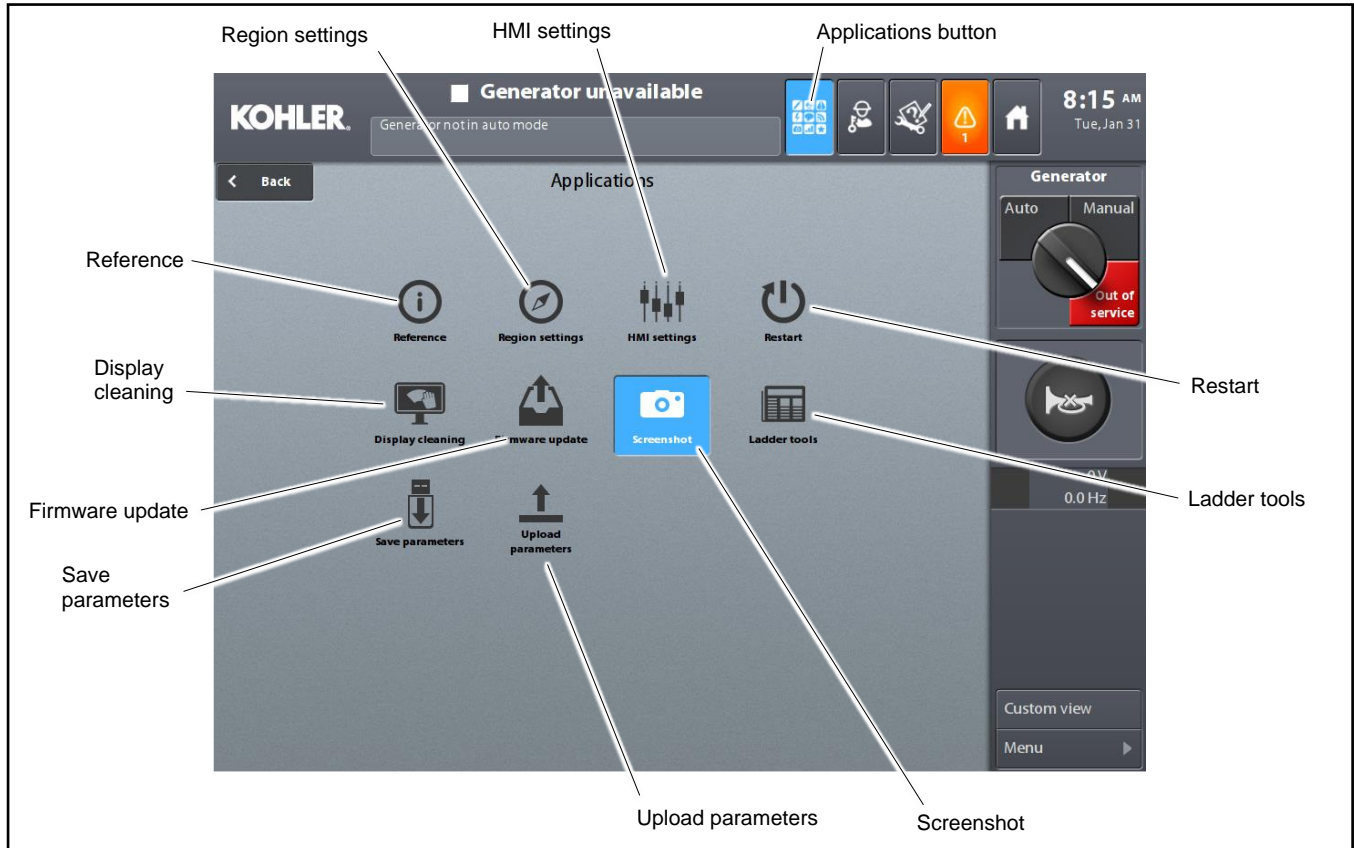 Region settings
HMI settings
Applications button
KOHLER.
Generator unavailable
Generator not in auto mode
1
8:15 AM
Tue, Jan 31
Back
Applications
Generator
Auto
Manual
Out of
service
Reference
Reference
Region settings
HMI settings
Restart
Display
cleaning
Restart
Display cleaning
Firmware update
Screenshot
Ladder tools
Firmware update
0.0 Hz
Ladder tools
Save parameters
Upload
parameters
Save
parameters
Custom view
Menu
Upload parameters
Screenshot